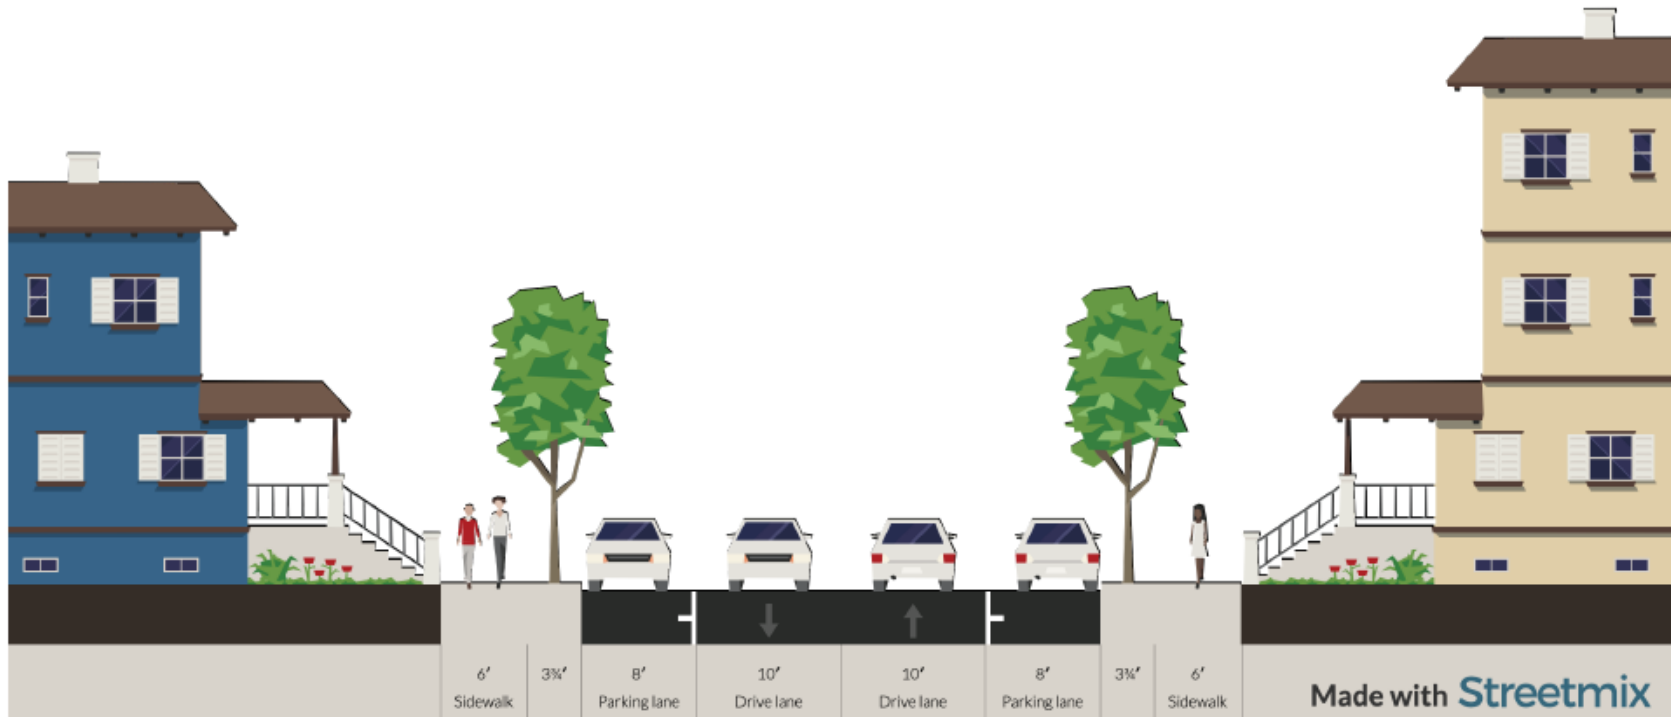 6′ 3¾′ 8′ 10′ 10′ 8′ 3¾′ 6′
Sidewalk Parking lane Drive lane Drive lane Parking lane Sidewalk
Made with Streetmix